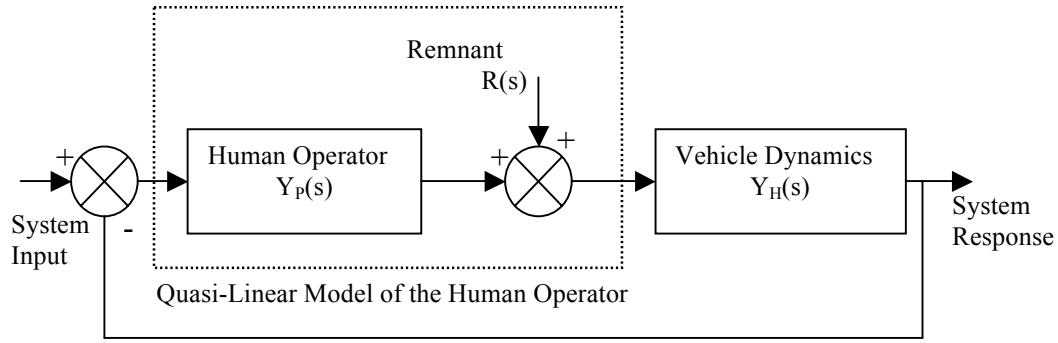 Remnant
R(s)
+
+
+
Human Operator
Y_P(s)
Vehicle Dynamics
Y_H(s)
-
System
Input
System
Response
Quasi-Linear Model of the Human Operator